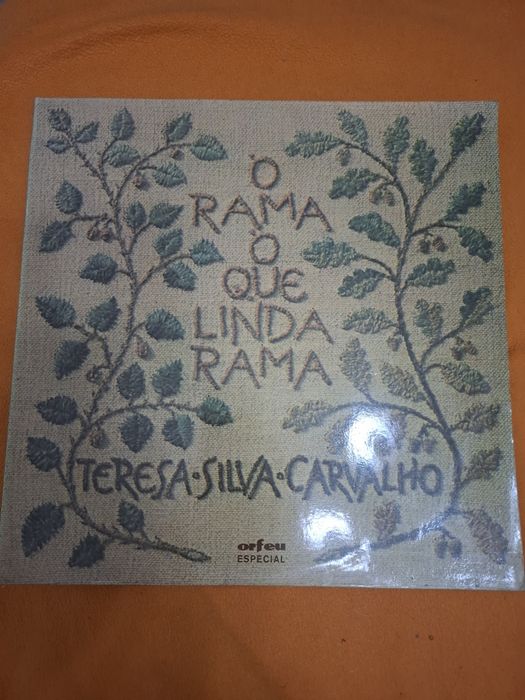 Ó
RAMA
Ò
QUE
LINDA
RAMA
TERESA·SILVA·CARVALHO
orfeu
ESPECIAL